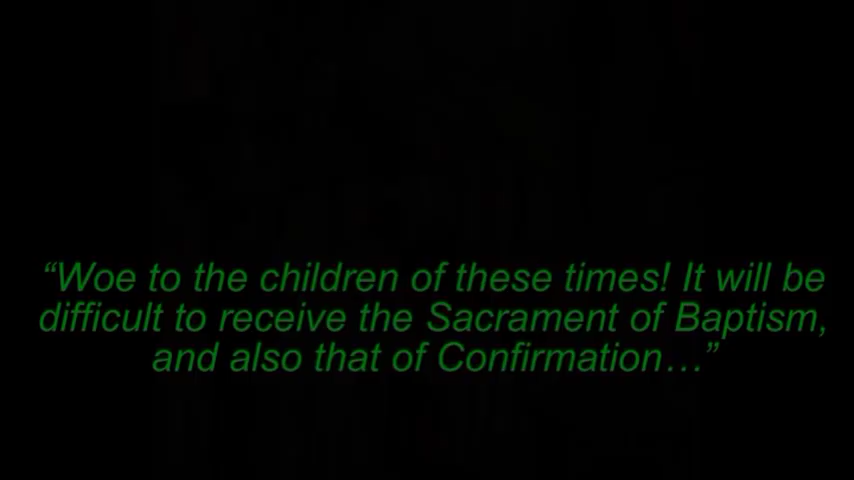 “Woe to the children of these times! It will be
difficult to receive the Sacrament of Baptism,
and also that of Confirmation…”